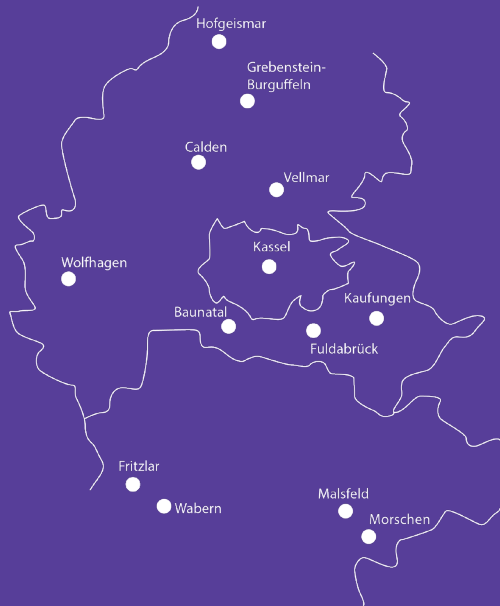 Hofgeismar
Grebenstein-
Burguffeln
Calden
Vellmar
Kassel
Wolfhagen
Kaufungen
Baunatal
Fuldabrück
Fritzlar
Wabern
Malsfeld
Morschen